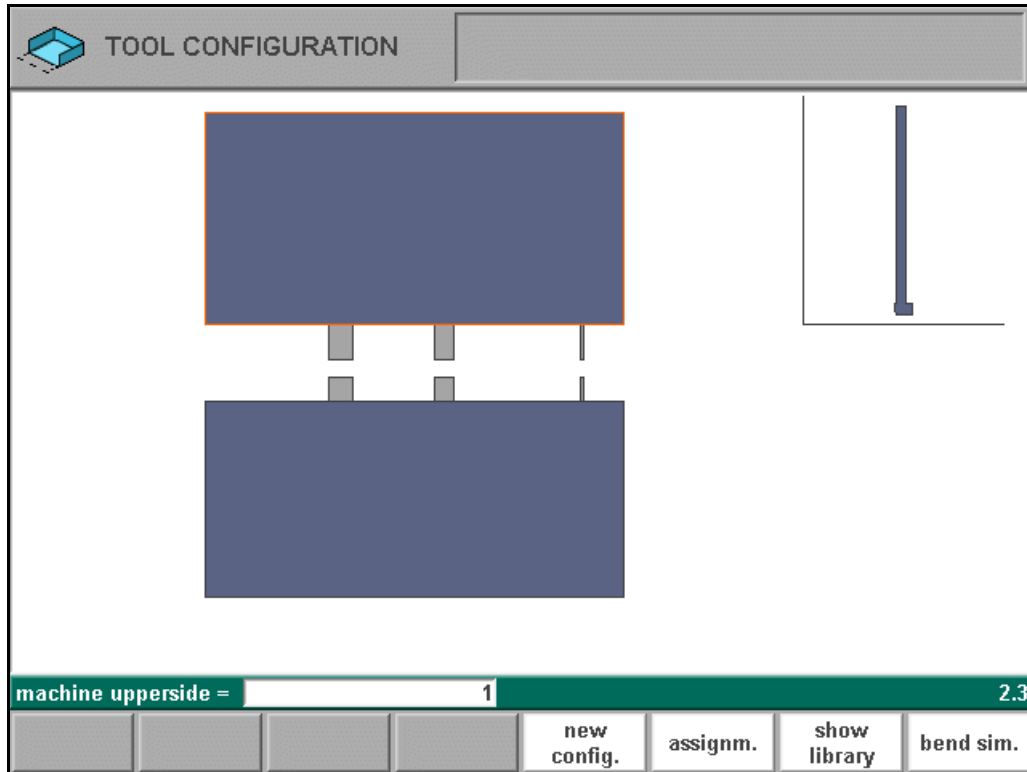 TOOL CONFIGURATION
machine upperside = 1 2.3
new config.
assignm.
show library
bend sim.